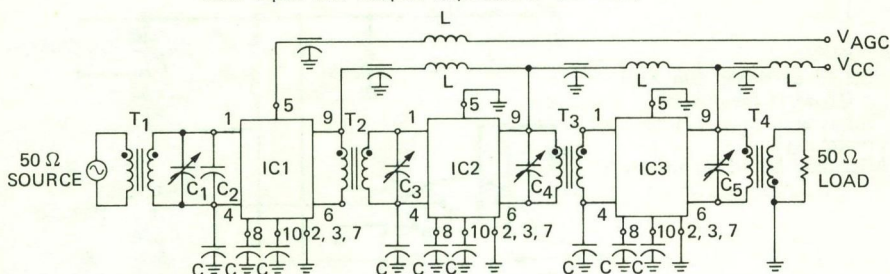 L
V_AGC
V_CC
L
L
L
T1
1
5
9
T2
1
5
9
T3
1
5
9
T4
50 Ω
SOURCE
C1
C2
IC1
C3
IC2
C4
IC3
C5
50 Ω
LOAD
4
6
4
6
4
6
8
10
2, 3, 7
8
10
2, 3, 7
8
10
2, 3, 7
C
C
C
C
C
C
C
C
C